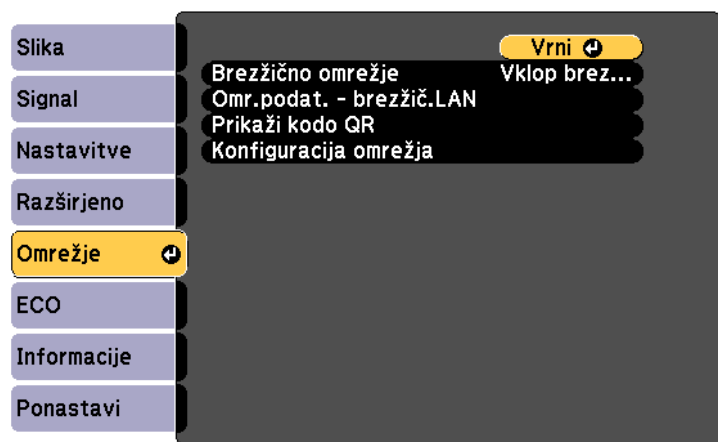 Slika
Signal
Nastavitve
Razširjeno
Omrežje
ECO
Informacije
Ponastavi
Vrni
Brezžično omrežje Vklop brez...
Omr.podat. - brezžič.LAN
Prikaži kodo QR
Konfiguracija omrežja